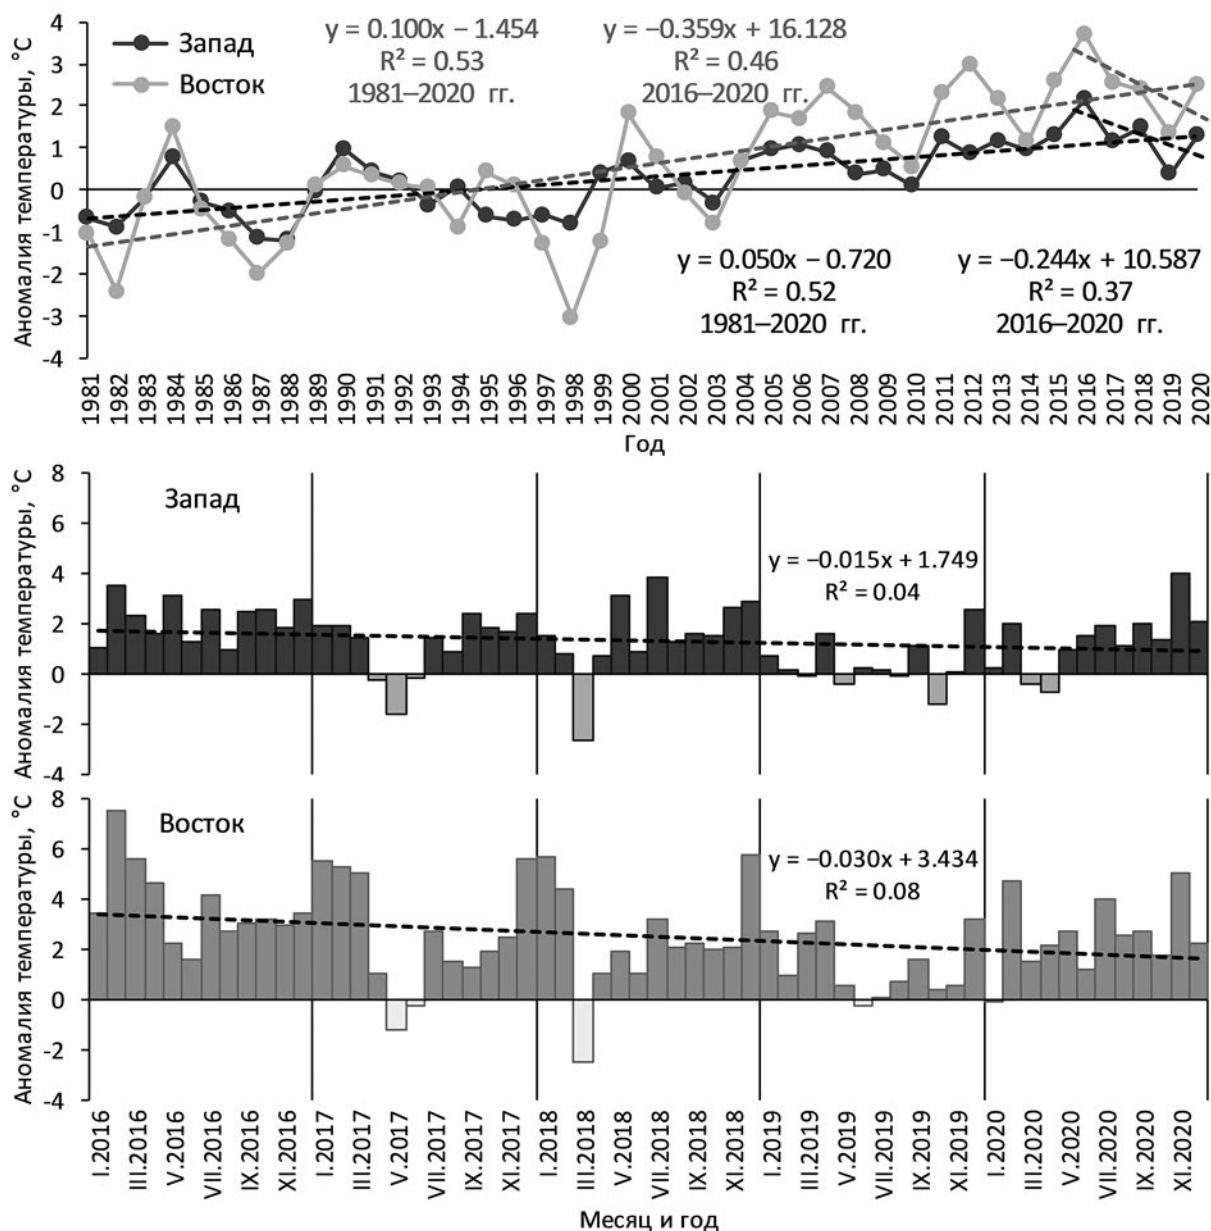 Аномалия температуры, °С
4
3
2
1
0
-1
-2
-3
-4
Запад
Восток
y = 0.100x − 1.454
R² = 0.53
1981–2020 гг.
y = −0.359x + 16.128
R² = 0.46
2016–2020 гг.
y = 0.050x − 0.720
R² = 0.52
1981–2020 гг.
y = −0.244x + 10.587
R² = 0.37
2016–2020 гг.
1981
1982
1983
1984
1985
1986
1987
1988
1989
1990
1991
1992
1993
1994
1995
1996
1997
1998
1999
2000
2001
2002
2003
2004
2005
2006
2007
2008
2009
2010
2011
2012
2013
2014
2015
2016
2017
2018
2019
2020
Год
Аномалия температуры, °С
8
6
4
2
0
-2
-4
Запад
y = −0.015x + 1.749
R² = 0.04
Аномалия температуры, °С
8
6
4
2
0
-2
-4
Восток
y = −0.030x + 3.434
R² = 0.08
I.2016
III.2016
V.2016
VII.2016
IX.2016
XI.2016
I.2017
III.2017
V.2017
VII.2017
IX.2017
XI.2017
I.2018
III.2018
V.2018
VII.2018
IX.2018
XI.2018
I.2019
III.2019
V.2019
VII.2019
IX.2019
XI.2019
I.2020
III.2020
V.2020
VII.2020
IX.2020
XI.2020
Месяц и год